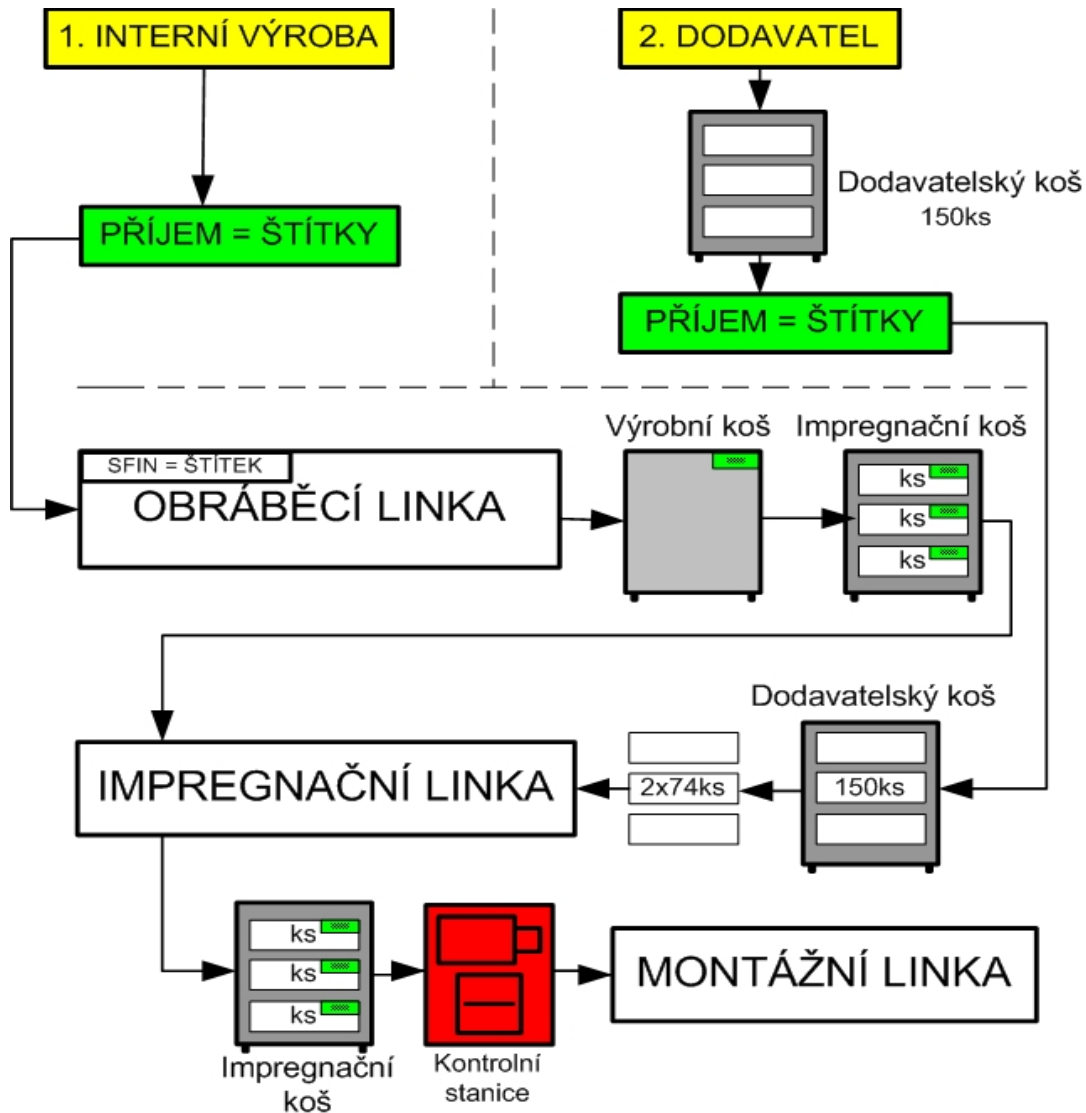 1. INTERNÍ VÝROBA
2. DODAVATEL
Dodavatelský koš
150ks
PŘÍJEM = ŠTÍTKY
PŘÍJEM = ŠTÍTKY
Výrobní koš
Impregnační koš
SFIN = ŠTÍTEK
OBRÁBĚCÍ LINKA
ks
ks
ks
Dodavatelský koš
IMPREGNAČNÍ LINKA
2x74ks
150ks
ks
ks
ks
MONTÁŽNÍ LINKA
Impregnační
koš
Kontrolní
stanice